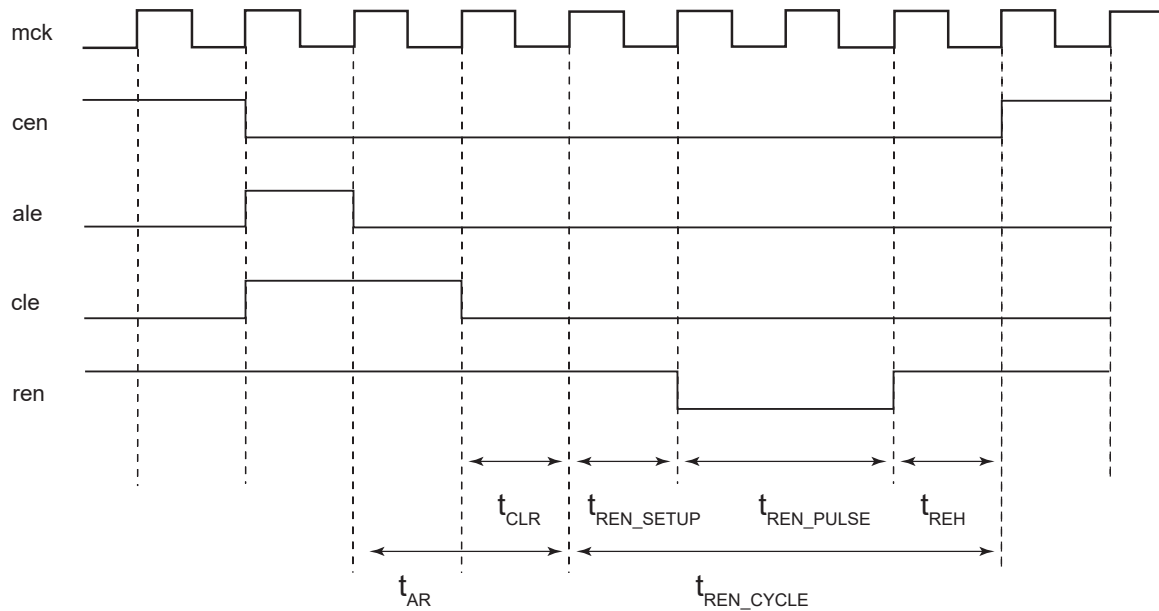 mck
cen
ale
cle
ren
tCLR
tREN_SETUP
tREN_PULSE
tREH
tAR
tREN_CYCLE